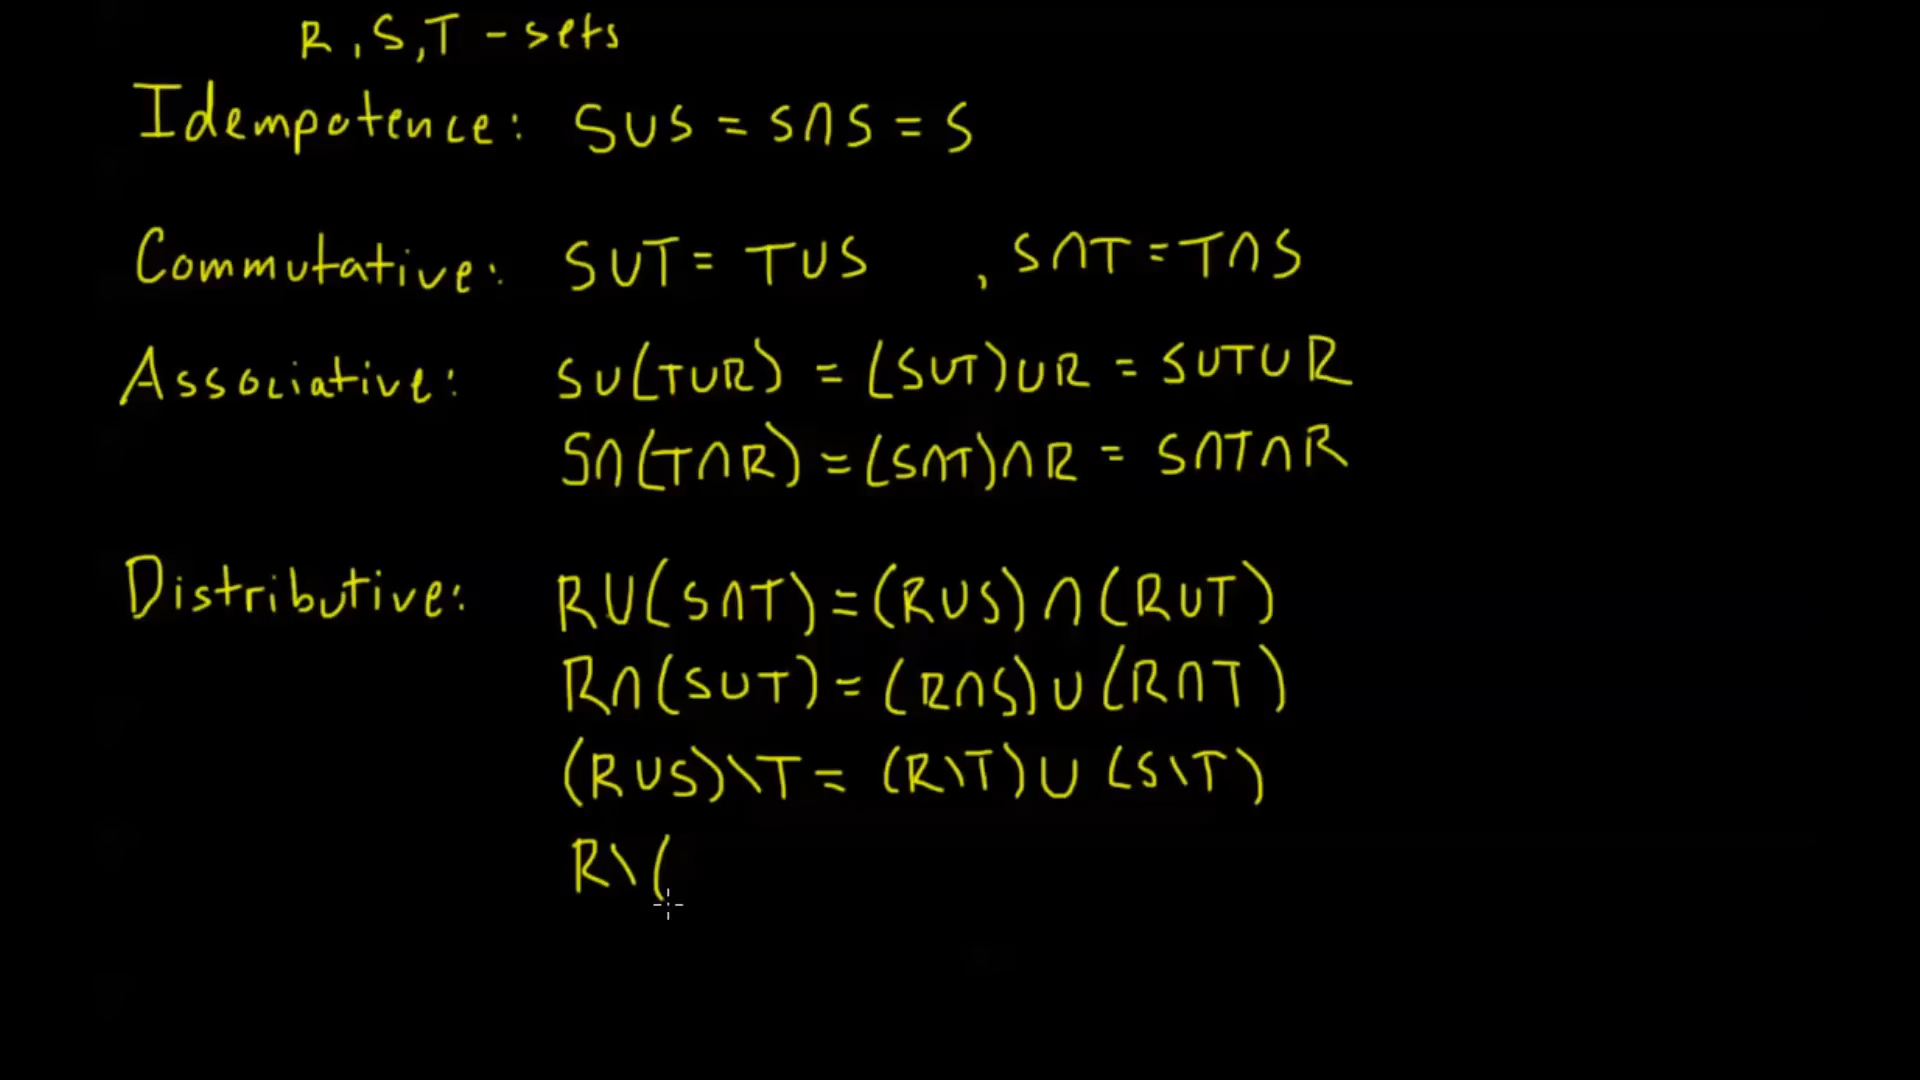 R, S, T - sets
Idempotence: S∪S = S∩S = S
Commutative: S∪T = T∪S , S∩T = T∩S
Associative: S∪(T∪R) = (S∪T)∪R = S∪T∪R
S∩(T∩R) = (S∩T)∩R = S∩T∩R
Distributive: R∪(S∩T) = (R∪S)∩(R∪T)
R∩(S∪T) = (R∩S)∪(R∩T)
(R∪S)\T = (R\T)∪(S\T)
R\(